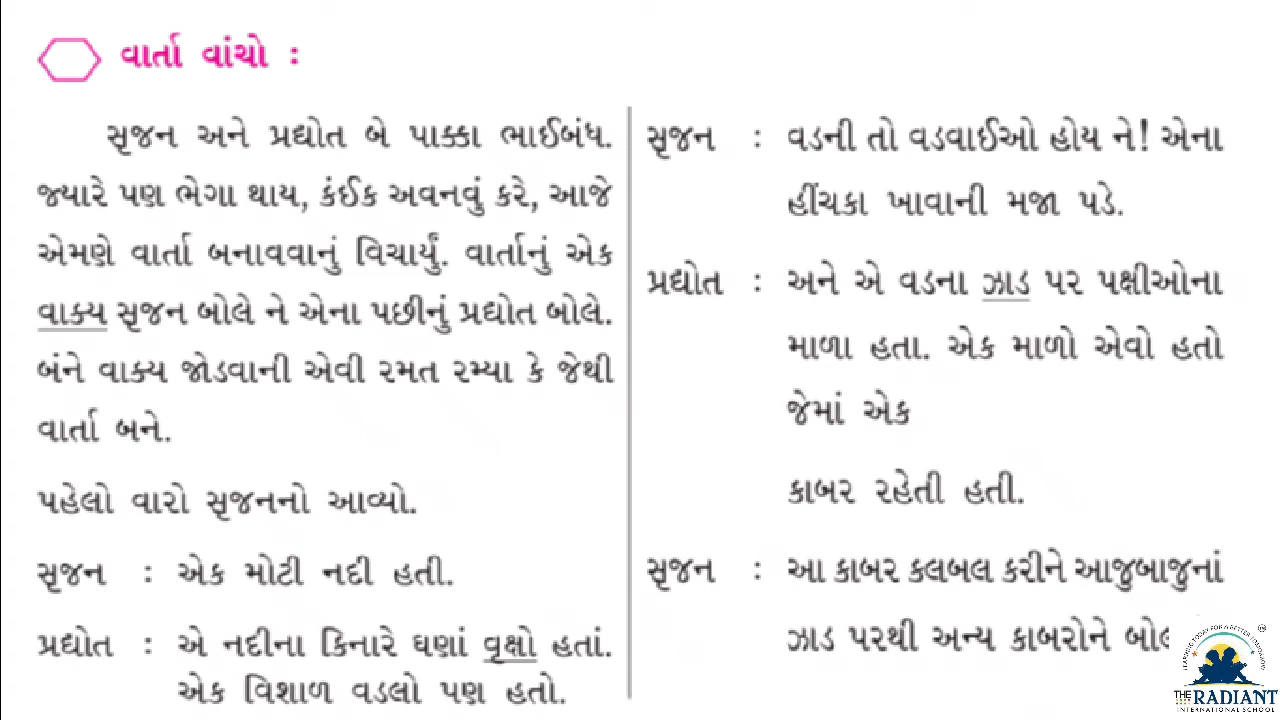 વાર્તા વાંચો :
સૃજન અને પ્રદ્યોત બે પાક્કા ભાઈબંધ.
જ્યારે પણ ભેગા થાય, કંઈક અવનવું કરે, આજે
એમણે વાર્તા બનાવવાનું વિચાર્યું. વાર્તાનું એક
વાક્ય સૃજન બોલે ને એના પછીનું પ્રદ્યોત બોલે.
બંને વાક્ય જોડવાની એવી રમત રમ્યા કે જેથી
વાર્તા બને.
પહેલો વારો સૃજનનો આવ્યો.
સૃજન : એક મોટી નદી હતી.
પ્રદ્યોત : એ નદીના કિનારે ઘણાં વૃક્ષો હતાં.
એક વિશાળ વડલો પણ હતો.
સૃજન : વડની તો વડવાઈઓ હોય ને! એના
હીંચકા ખાવાની મજા પડે.
પ્રદ્યોત : અને એ વડના ઝાડ પર પક્ષીઓના
માળા હતા. એક માળો એવો હતો
જેમાં એક
કાબર રહેતી હતી.
સૃજન : આ કાબર કલબલ કરીને આજુબાજુનાં
ઝાડ પરથી અન્ય કાબરોને
THE RADIANT
INTERNATIONAL SCHOOL